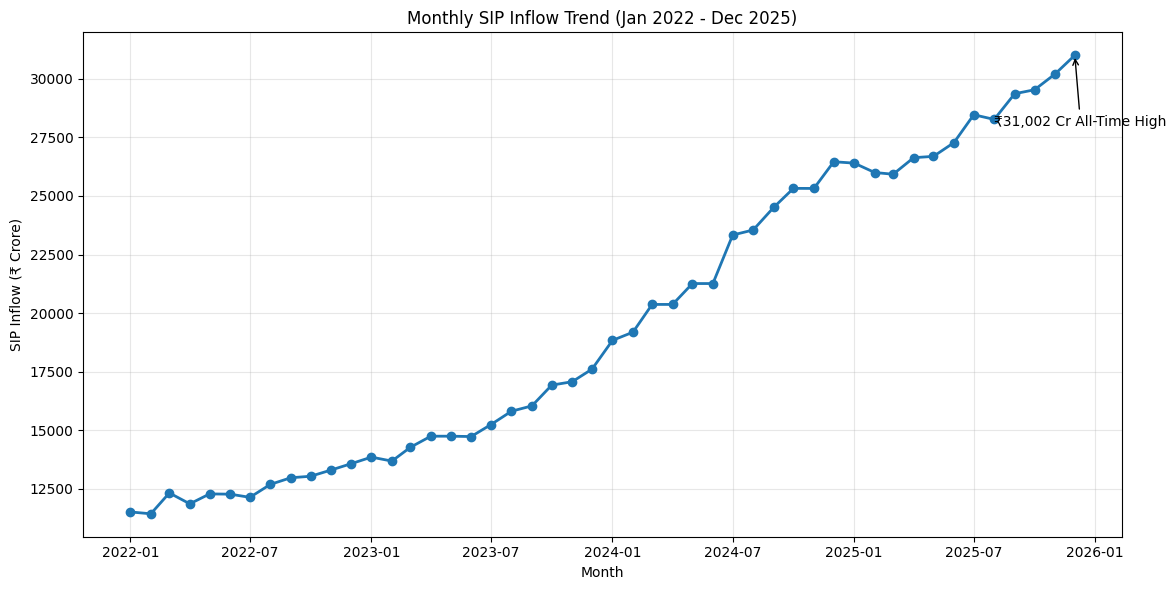 Monthly SIP Inflow Trend (Jan 2022 - Dec 2025)
SIP Inflow (₹ Crore)
30000
27500
25000
22500
20000
17500
15000
12500
₹31,002 Cr All-Time High
2022-01 2022-07 2023-01 2023-07 2024-01 2024-07 2025-01 2025-07 2026-01
Month